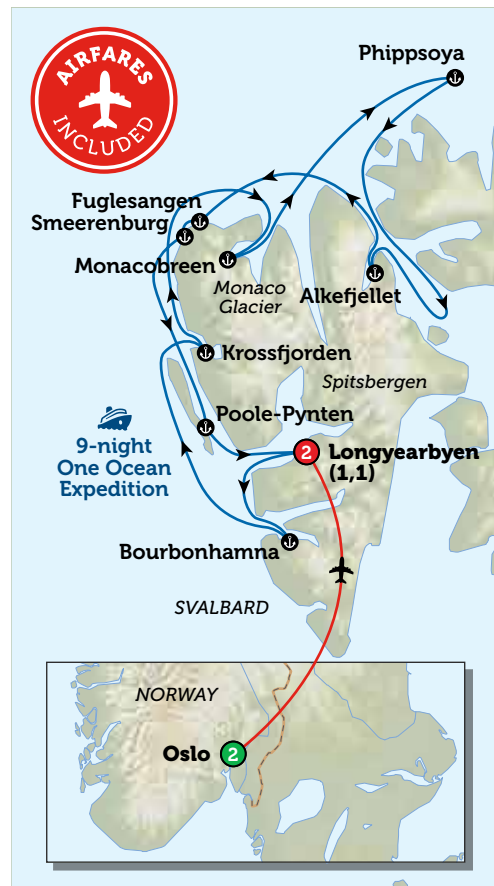 AIRFARES
INCLUDED
Phippsoya
Fuglesangen
Smeerenburg
Monacobreen
Monaco
Glacier
Alkefjellet
Krossfjorden
Spitsbergen
Poole-Pynten
9-night
One Ocean
Expedition
2
Longyearbyen
(1,1)
Bourbonhamna
SVALBARD
NORWAY
Oslo
2